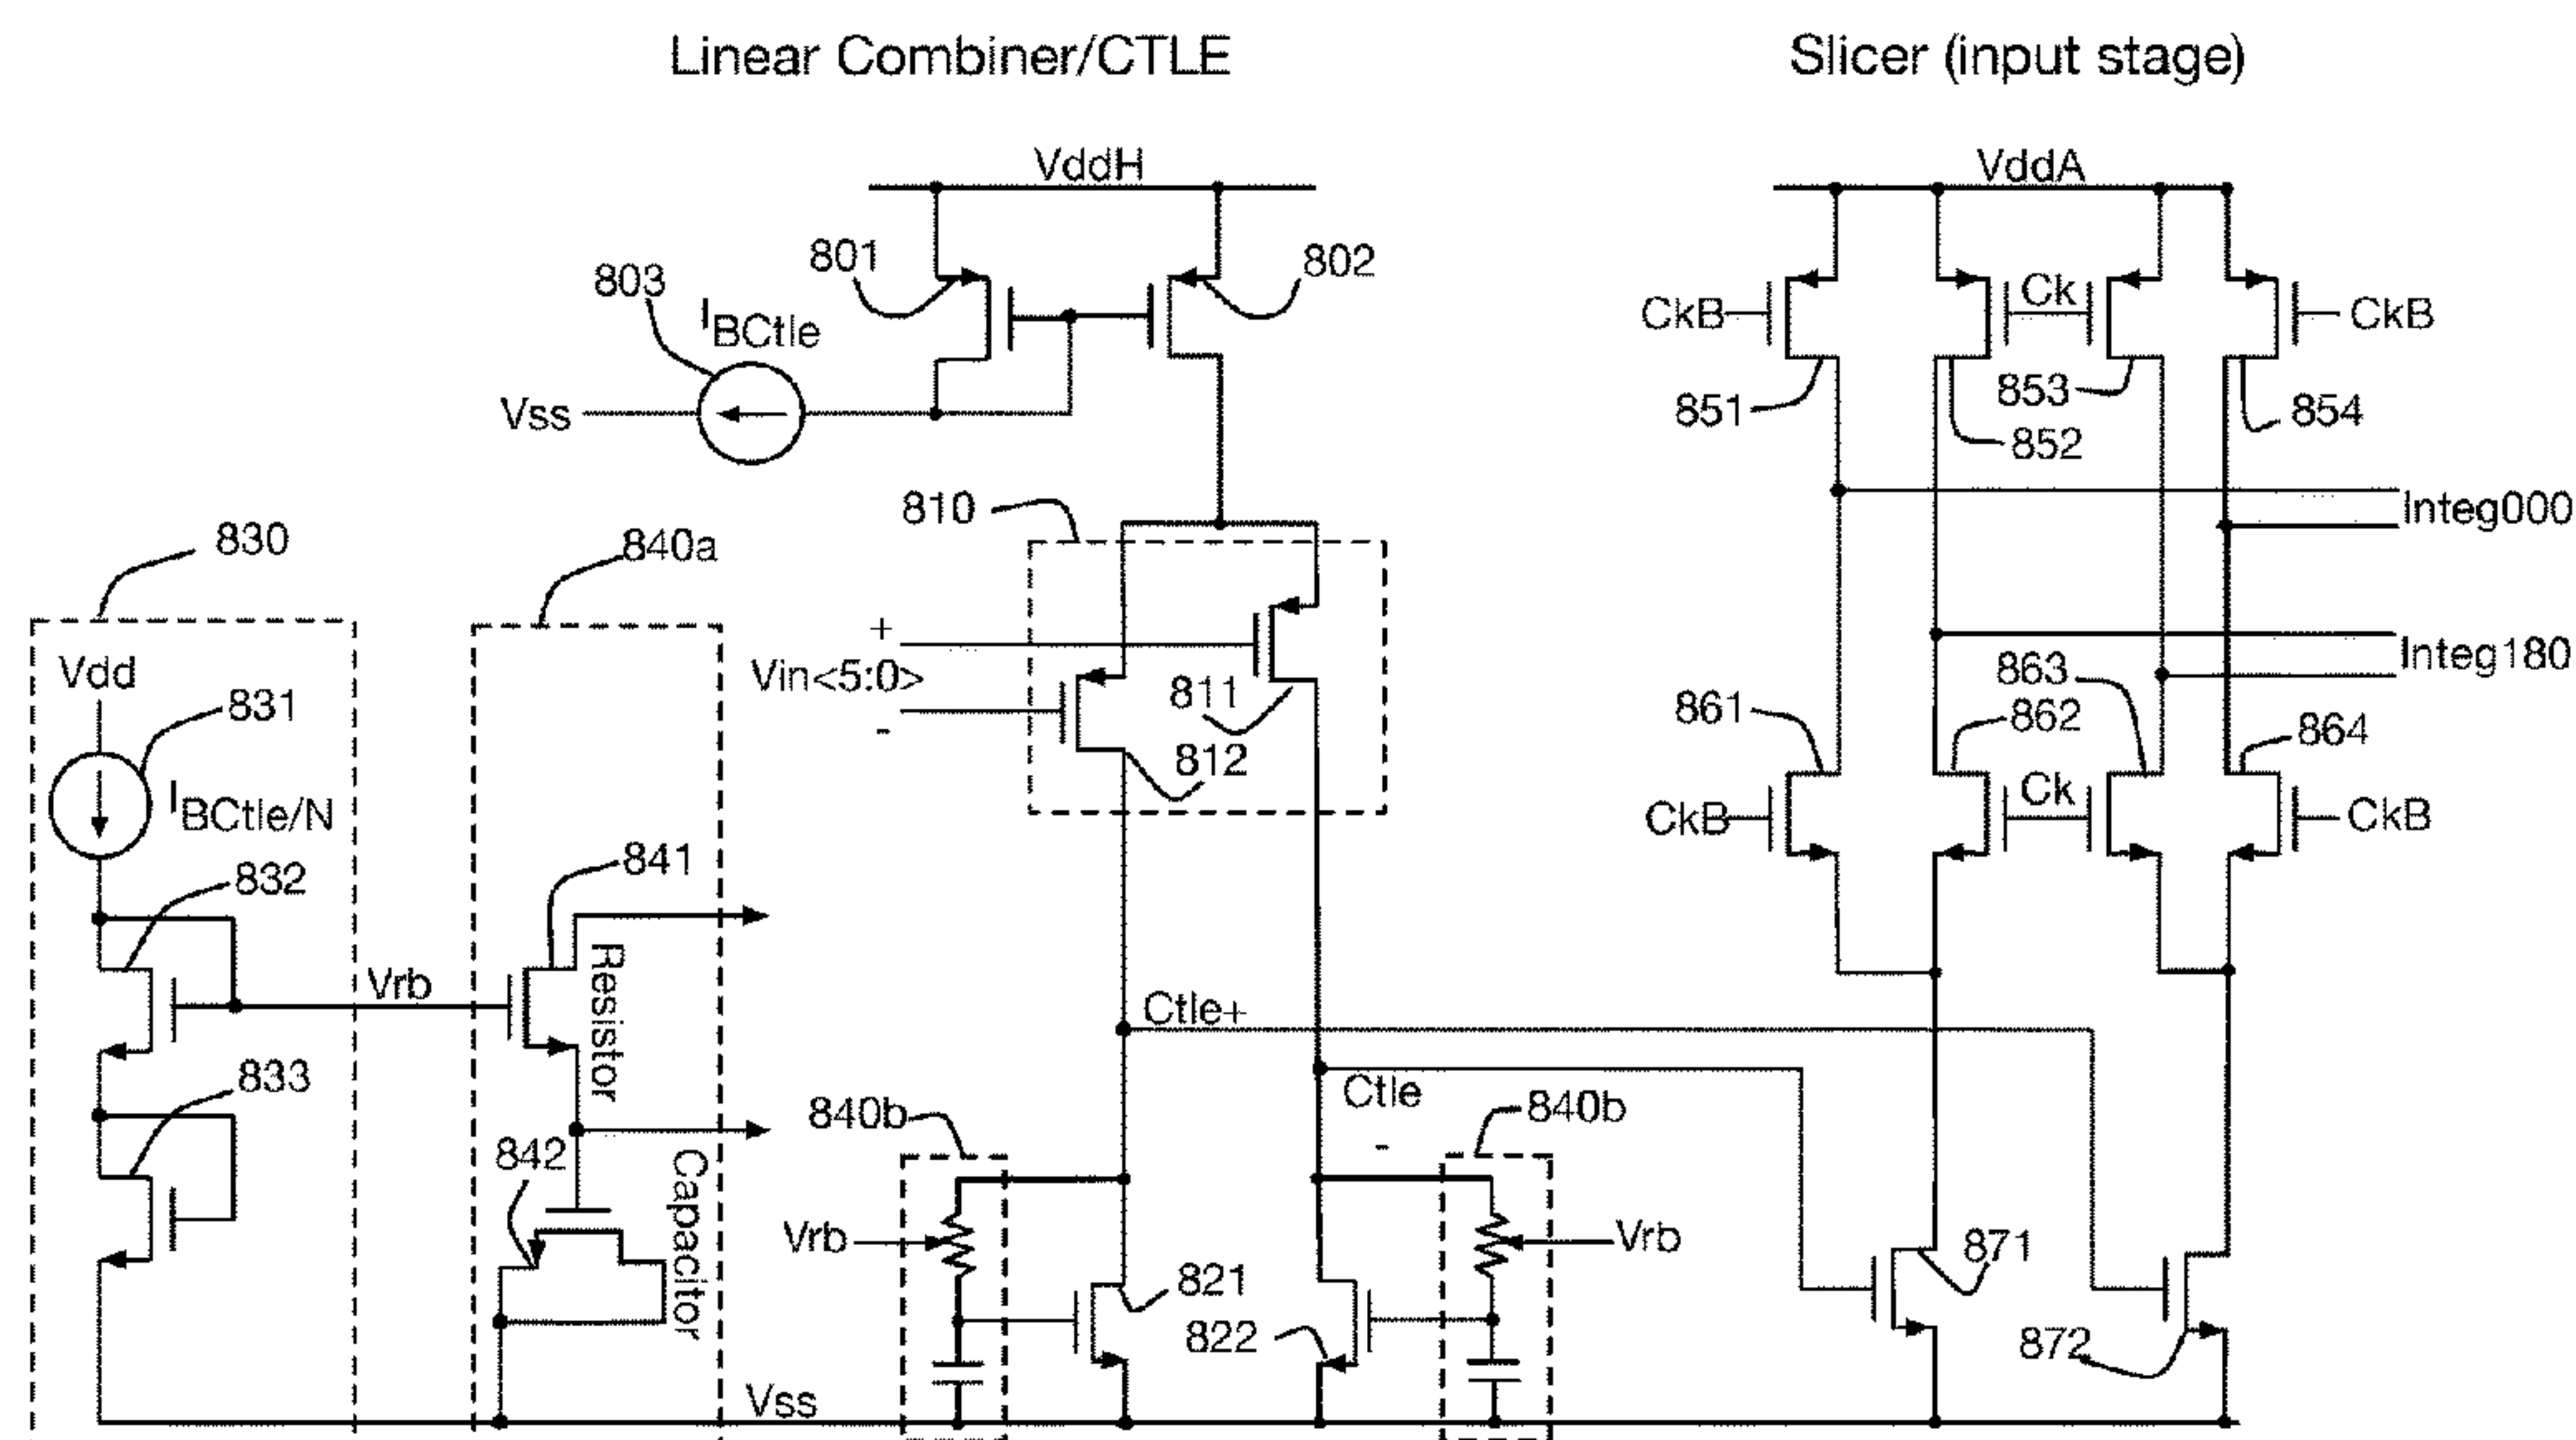 Linear Combiner/CTLE
Slicer (input stage)
VddH
VddA
801
802
803
IBCtle
Vss
CkB
Ck
CkB
851
852
853
854
Integ000
810
830
840a
Vdd
831
IBCtle/N
+
Vin<5:0>
-
811
812
Integ180
861
862
863
864
CkB
Ck
CkB
832
841
Vrb
Resistor
Ctle+
833
Ctle
-
840b
840b
842
Capacitor
Vrb
Vrb
821
822
871
872
Vss